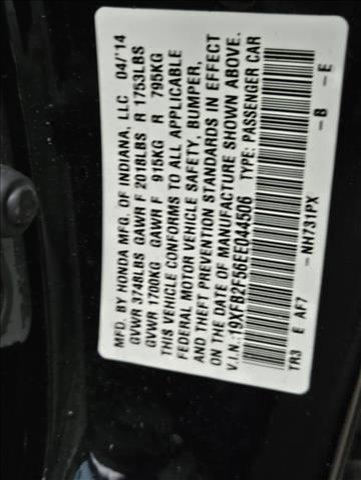 MFD. BY HONDA MFG. OF INDIANA, LLC 04/'14
GVWR 3748LBS GAWR F 2018LBS R 1753LBS
GVWR 1700KG GAWR F 915KG R 795KG
THIS VEHICLE CONFORMS TO ALL APPLICABLE
FEDERAL MOTOR VEHICLE SAFETY, BUMPER,
AND THEFT PREVENTION STANDARDS IN EFFECT
ON THE DATE OF MANUFACTURE SHOWN ABOVE.
V.I.N.:19XFB2F56EE044506 TYPE: PASSENGER CAR
TR3 E AF7 -NH731PX -B -E